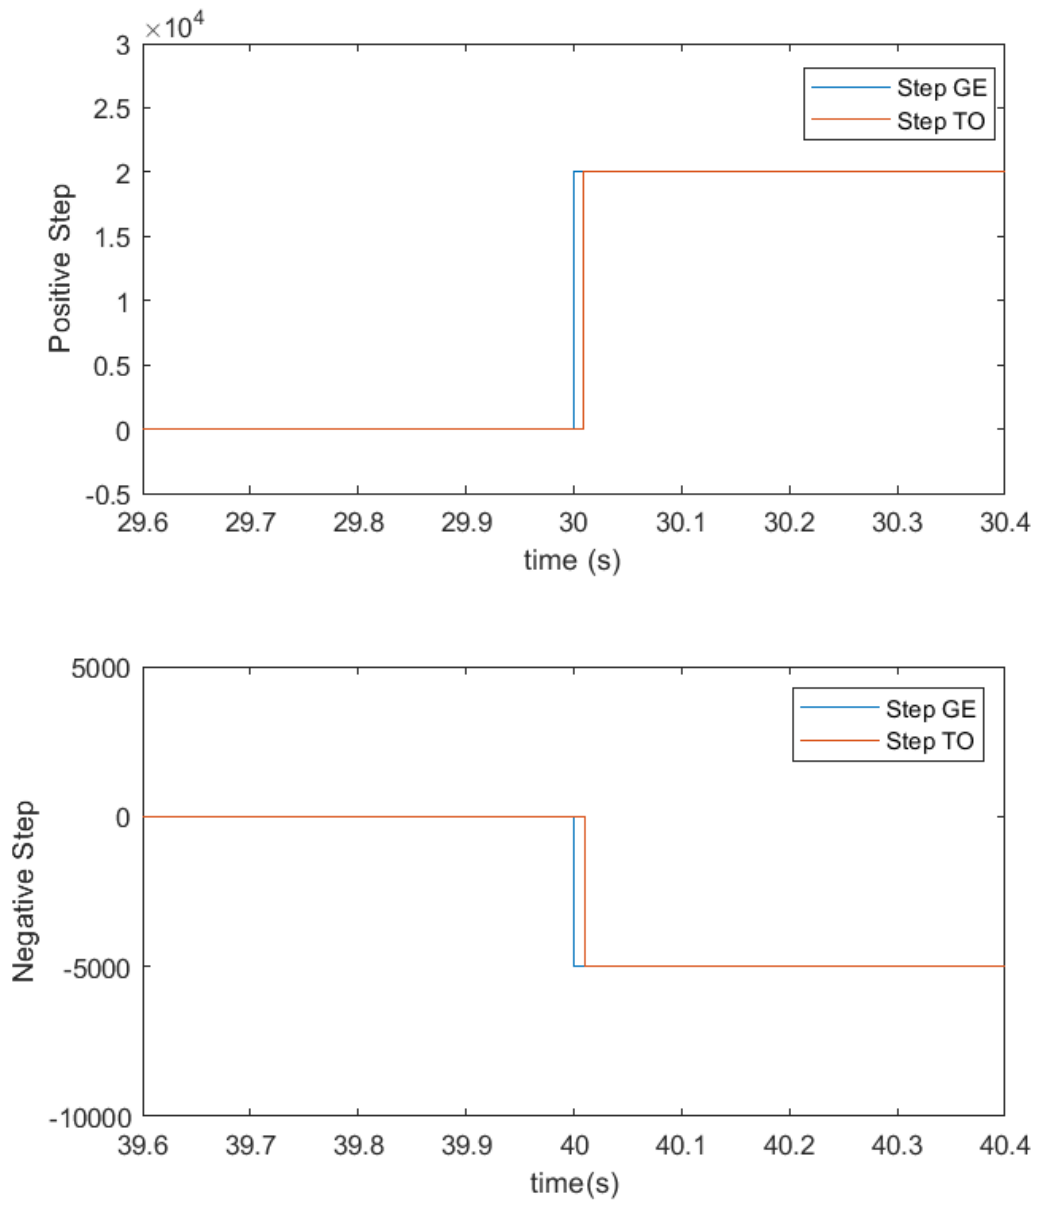 ×10⁴
3
2.5
2
1.5
1
0.5
0
-0.5
Positive Step
Step GE
Step TO
29.6 29.7 29.8 29.9 30 30.1 30.2 30.3 30.4
time (s)
5000
0
-5000
-10000
Negative Step
Step GE
Step TO
39.6 39.7 39.8 39.9 40 40.1 40.2 40.3 40.4
time(s)